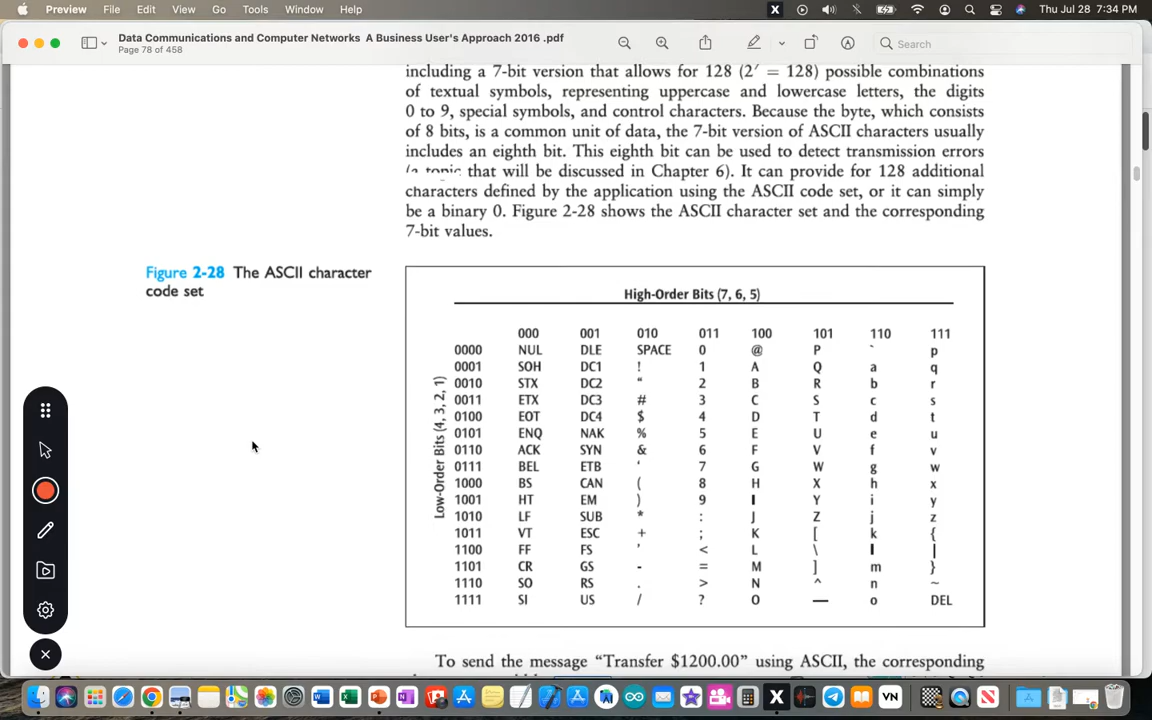 Preview File Edit View Go Tools Window Help X Thu Jul 28 7:34 PM
Data Communications and Computer Networks A Business User's Approach 2016 .pdf
Page 78 of 458
Search
including a 7-bit version that allows for 128 (2⁷ = 128) possible combinations
of textual symbols, representing uppercase and lowercase letters, the digits
0 to 9, special symbols, and control characters. Because the byte, which consists
of 8 bits, is a common unit of data, the 7-bit version of ASCII characters usually
includes an eighth bit. This eighth bit can be used to detect transmission errors
(a topic that will be discussed in Chapter 6). It can provide for 128 additional
characters defined by the application using the ASCII code set, or it can simply
be a binary 0. Figure 2-28 shows the ASCII character set and the corresponding
7-bit values.
Figure 2-28 The ASCII character
code set
High-Order Bits (7, 6, 5)
Low-Order Bits (4, 3, 2, 1)
000 001 010 011 100 101 110 111
0000 NUL DLE SPACE 0 @ P ` p
0001 SOH DC1 ! 1 A Q a q
0010 STX DC2 “ 2 B R b r
0011 ETX DC3 # 3 C S c s
0100 EOT DC4 $ 4 D T d t
0101 ENQ NAK % 5 E U e u
0110 ACK SYN & 6 F V f v
0111 BEL ETB ‘ 7 G W g w
1000 BS CAN ( 8 H X h x
1001 HT EM ) 9 I Y i y
1010 LF SUB * : J Z j z
1011 VT ESC + ; K [ k {
1100 FF FS ’ < L \ l |
1101 CR GS - = M ] m }
1110 SO RS . > N ^ n ~
1111 SI US / ? O — o DEL
To send the message “Transfer $1200.00” using ASCII, the corresponding
VN